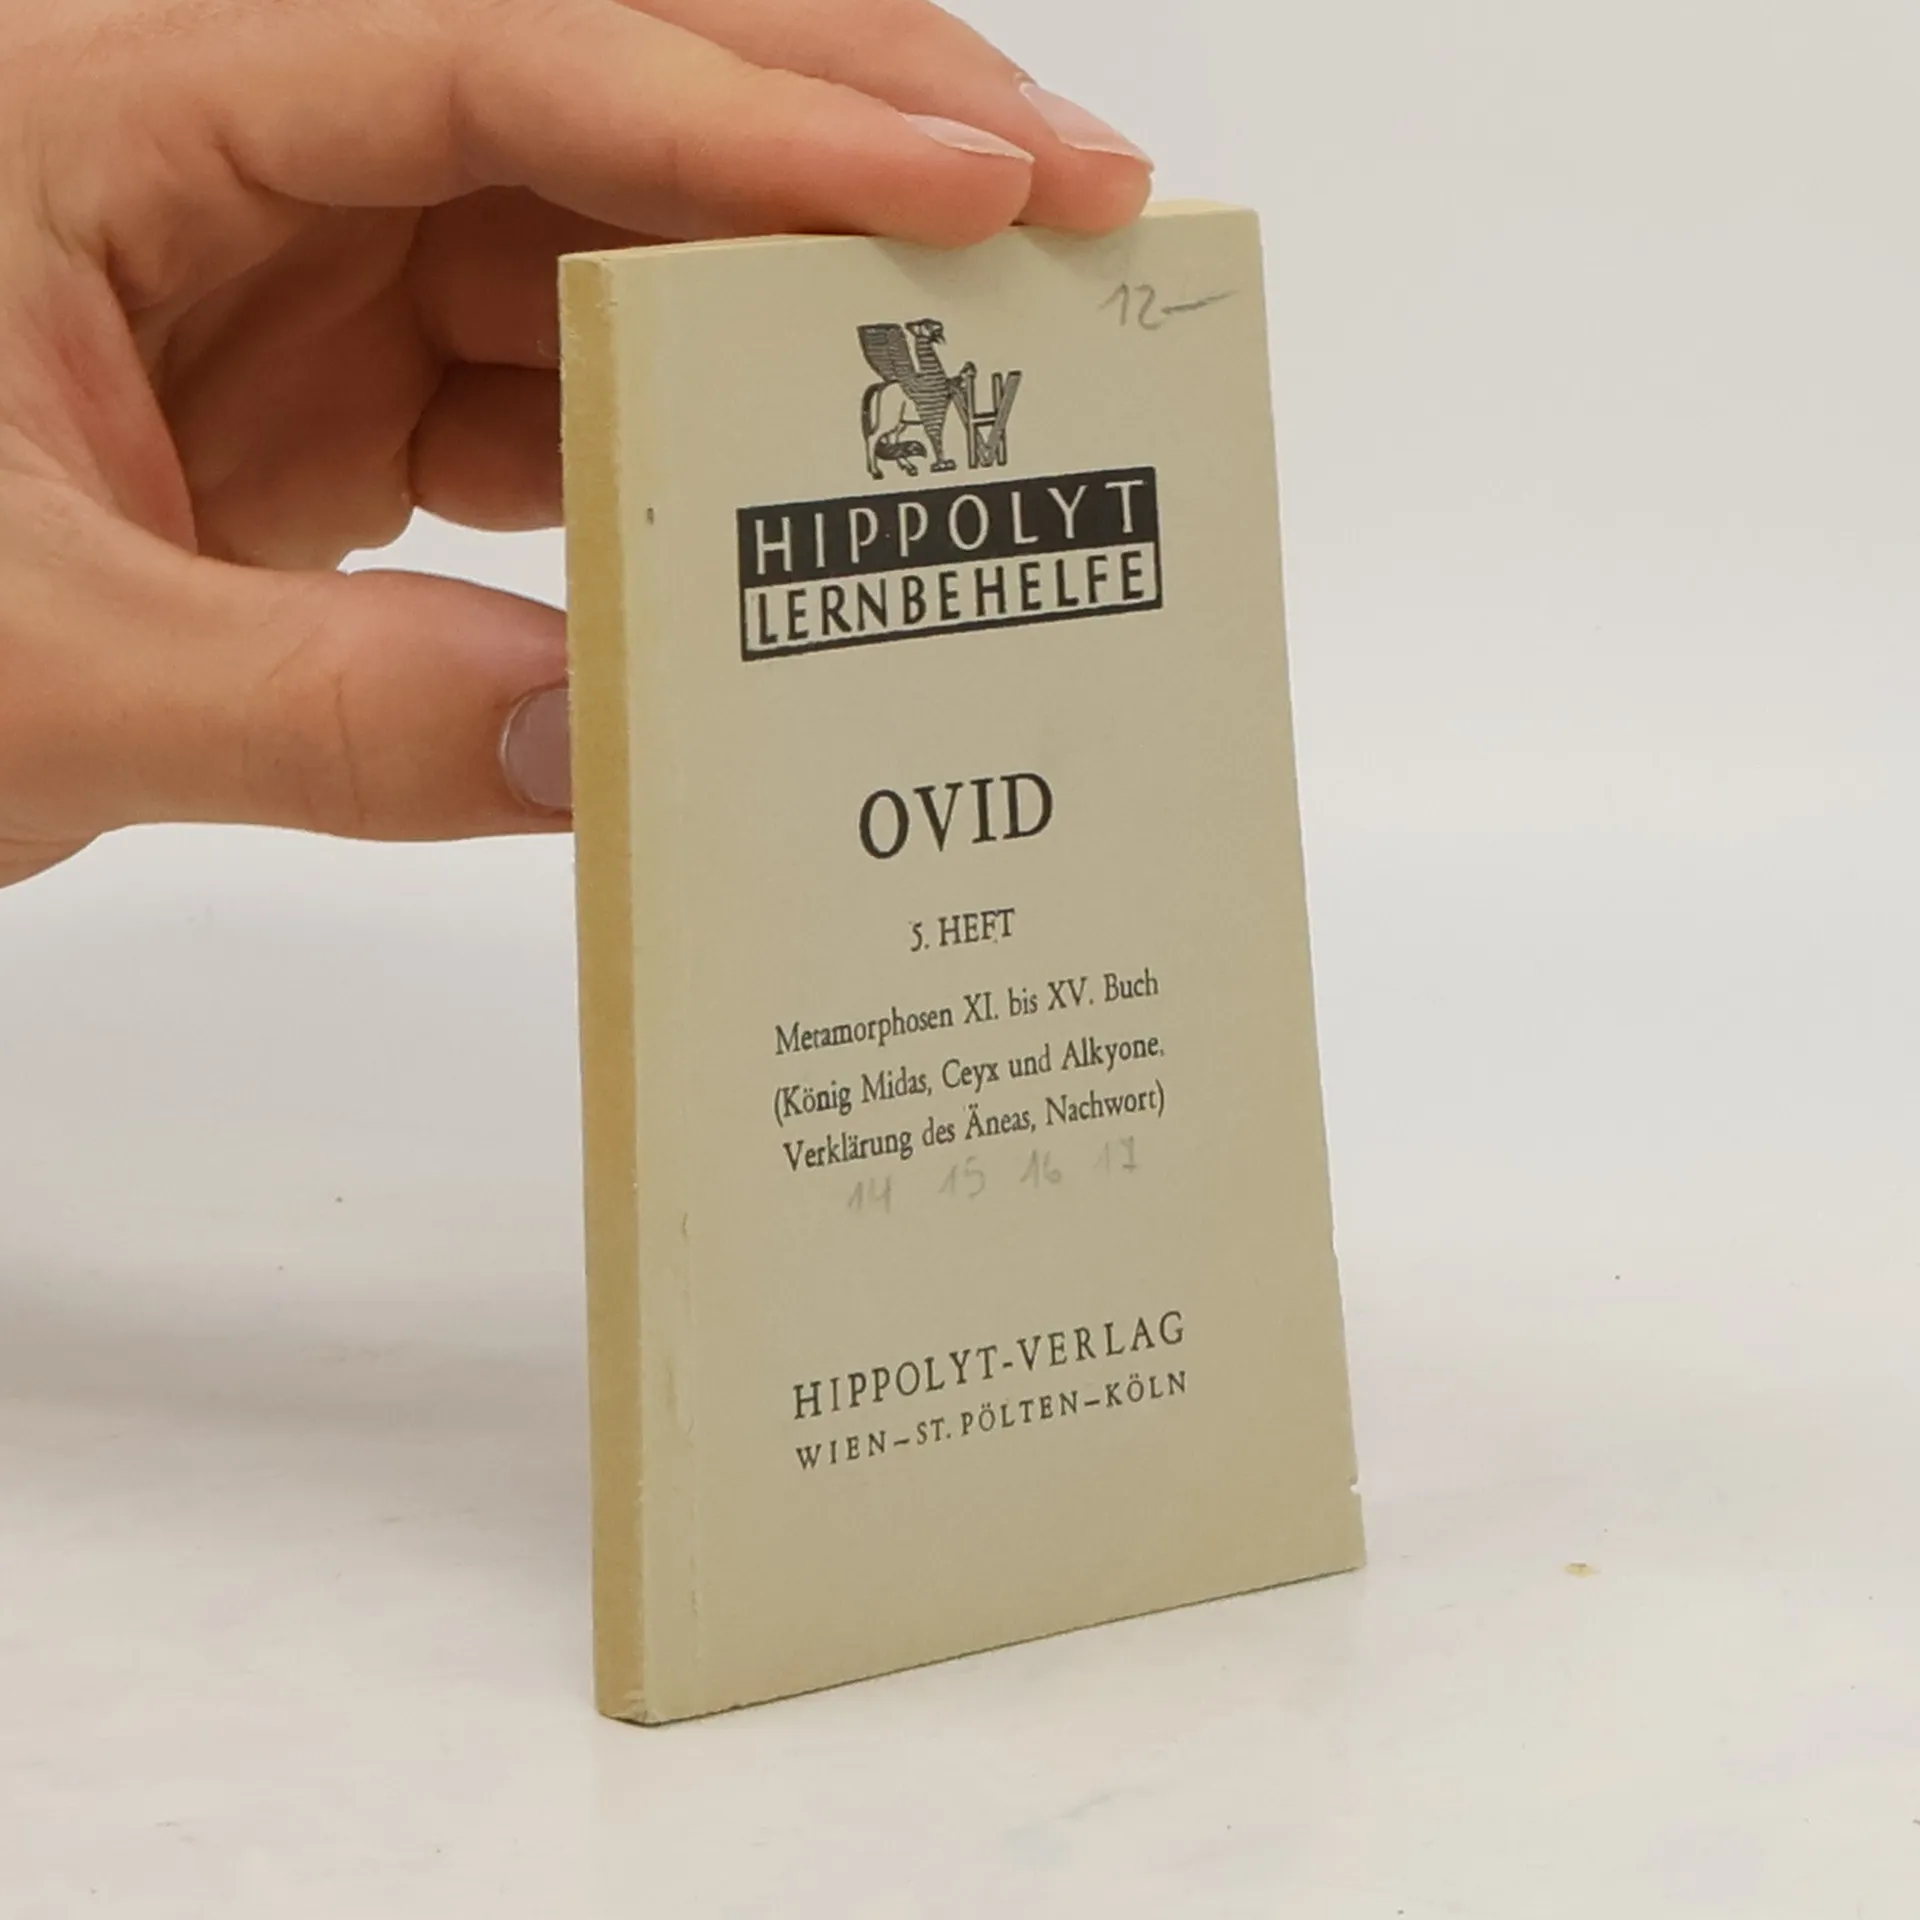 12—
HVM
HIPPOLYT
LERNBEHELFE
OVID
5. HEFT
Metamorphosen XI. bis XV. Buch
(König Midas, Ceyx und Alkyone,
Verklärung des Äneas, Nachwort)
14 15 16 17
HIPPOLYT-VERLAG
WIEN–ST. PÖLTEN–KÖLN